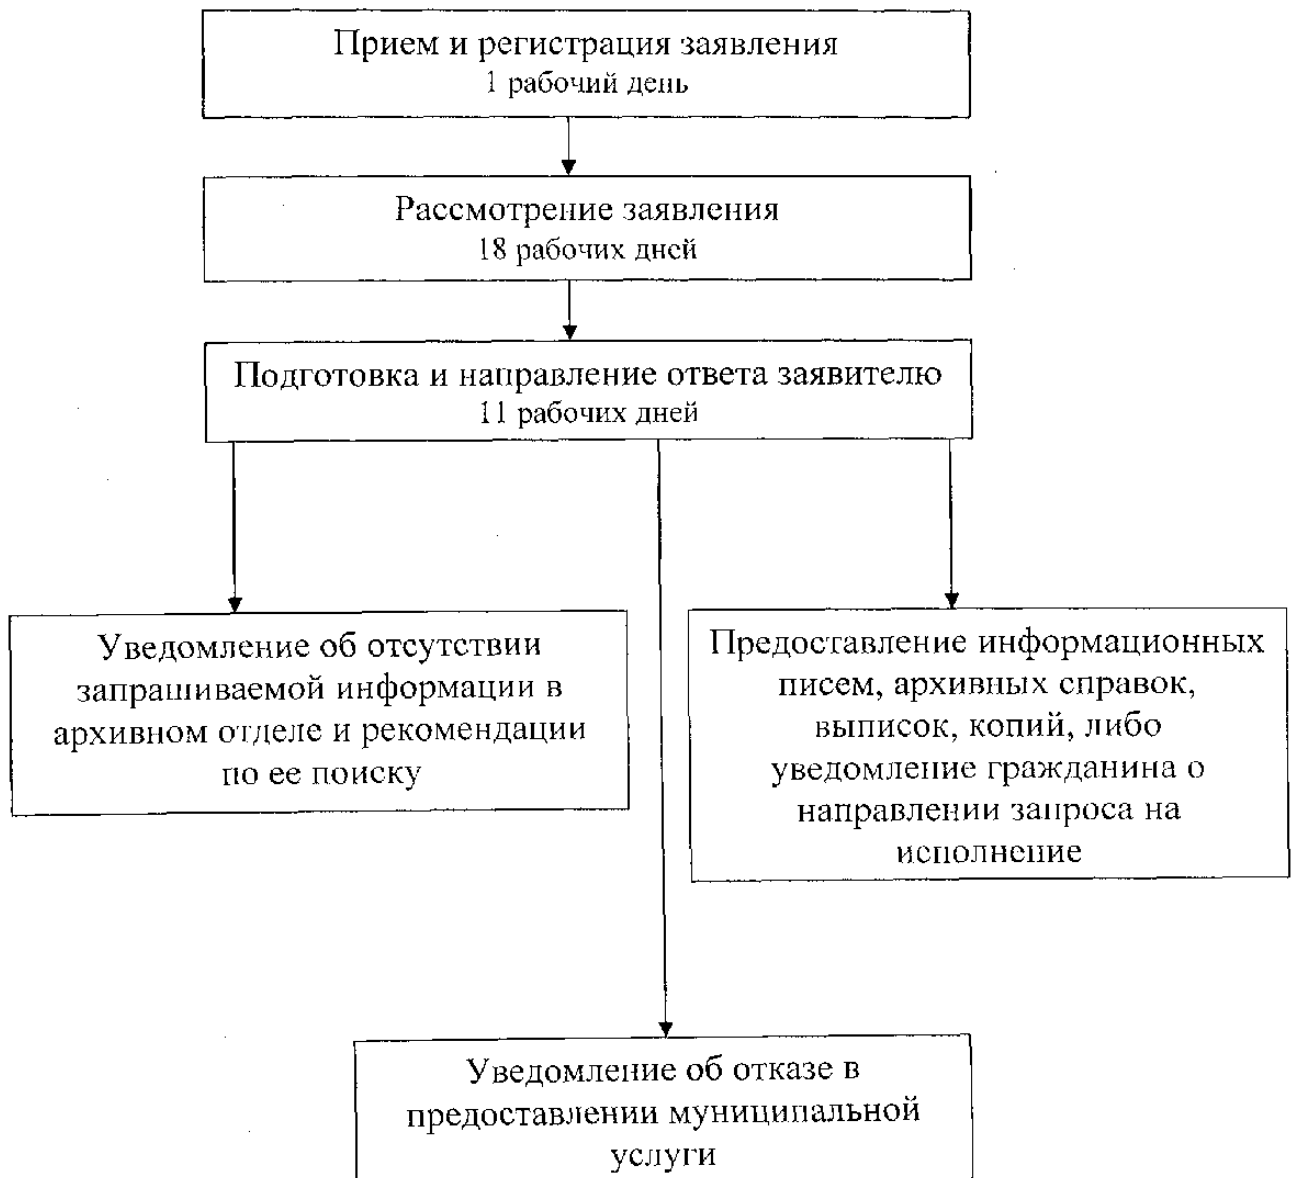 Прием и регистрация заявления
1 рабочий день
Рассмотрение заявления
18 рабочих дней
Подготовка и направление ответа заявителю
11 рабочих дней
Уведомление об отсутствии
запрашиваемой информации в
архивном отделе и рекомендации
по ее поиску
Предоставление информационных
писем, архивных справок,
выписок, копий, либо
уведомление гражданина о
направлении запроса на
исполнение
Уведомление об отказе в
предоставлении муниципальной
услуги